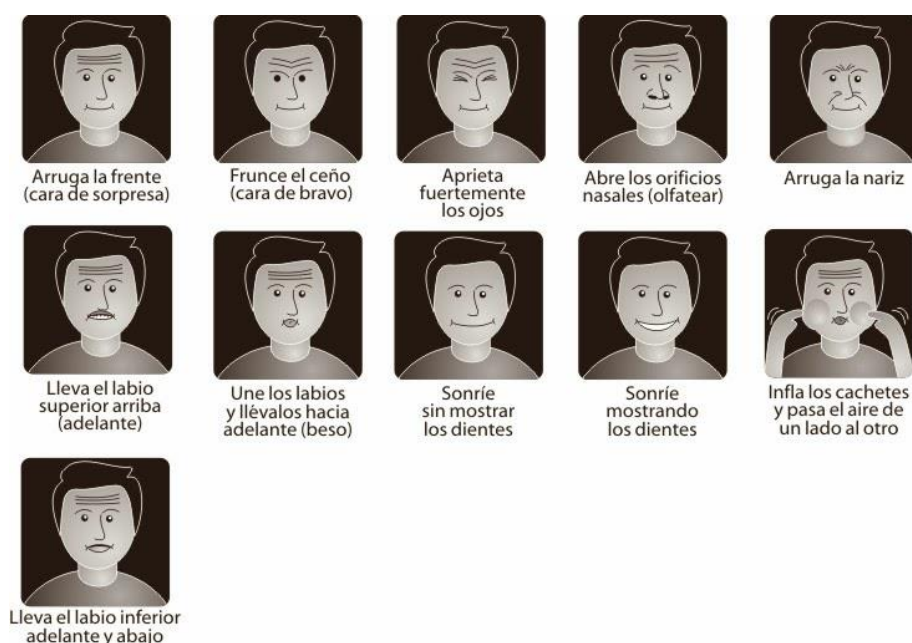 Arruga la frente
(cara de sorpresa)
Frunce el ceño
(cara de bravo)
Aprieta
fuertemente
los ojos
Abre los orificios
nasales (olfatear)
Arruga la nariz
Lleva el labio
superior arriba
(adelante)
Une los labios
y llévalos hacia
adelante (beso)
Sonríe
sin mostrar
los dientes
Sonríe
mostrando
los dientes
Infla los cachetes
y pasa el aire de
un lado al otro
Lleva el labio inferior
adelante y abajo